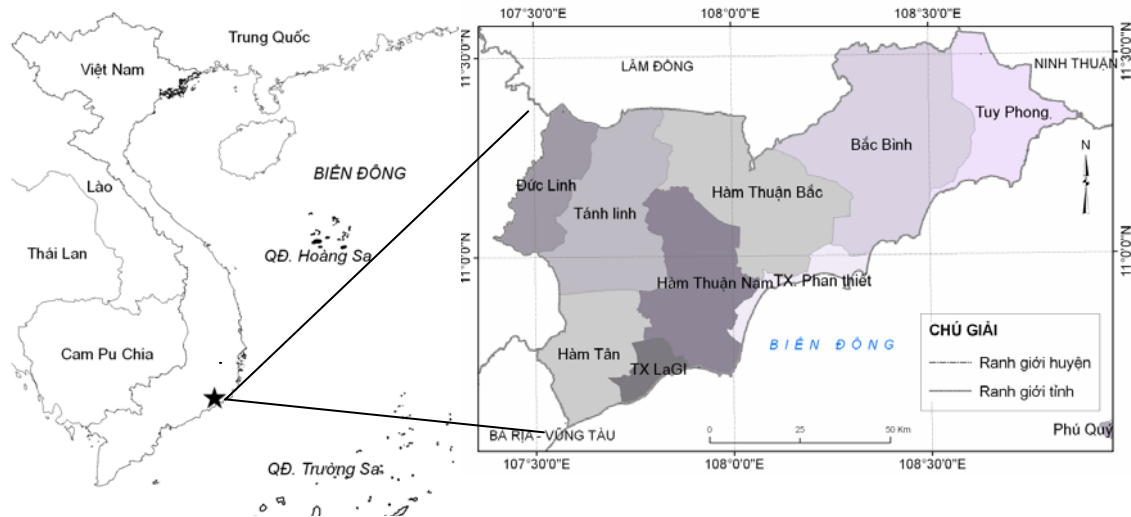 Trung Quốc
Việt Nam
Lào
BIỂN ĐÔNG
Thái Lan
QĐ. Hoàng Sa
Cam Pu Chia
QĐ. Trường Sa
107°30'0"E
108°0'0"E
108°30'0"E
11°30'0"N
11°30'0"N
LÂM ĐỒNG
NINH THUẬN
Tuy Phong
Bắc Bình
N
Đức Linh
Hàm Thuận Bắc
Tánh linh
11°0'0"N
11°0'0"N
Hàm Thuận Nam
TX. Phan thiết
BIỂN ĐÔNG
CHÚ GIẢI
Ranh giới huyện
Ranh giới tỉnh
Hàm Tân
TX LaGI
BÀ RỊA - VŨNG TÀU
0 25 50 Km
Phú Quý
107°30'0"E
108°0'0"E
108°30'0"E